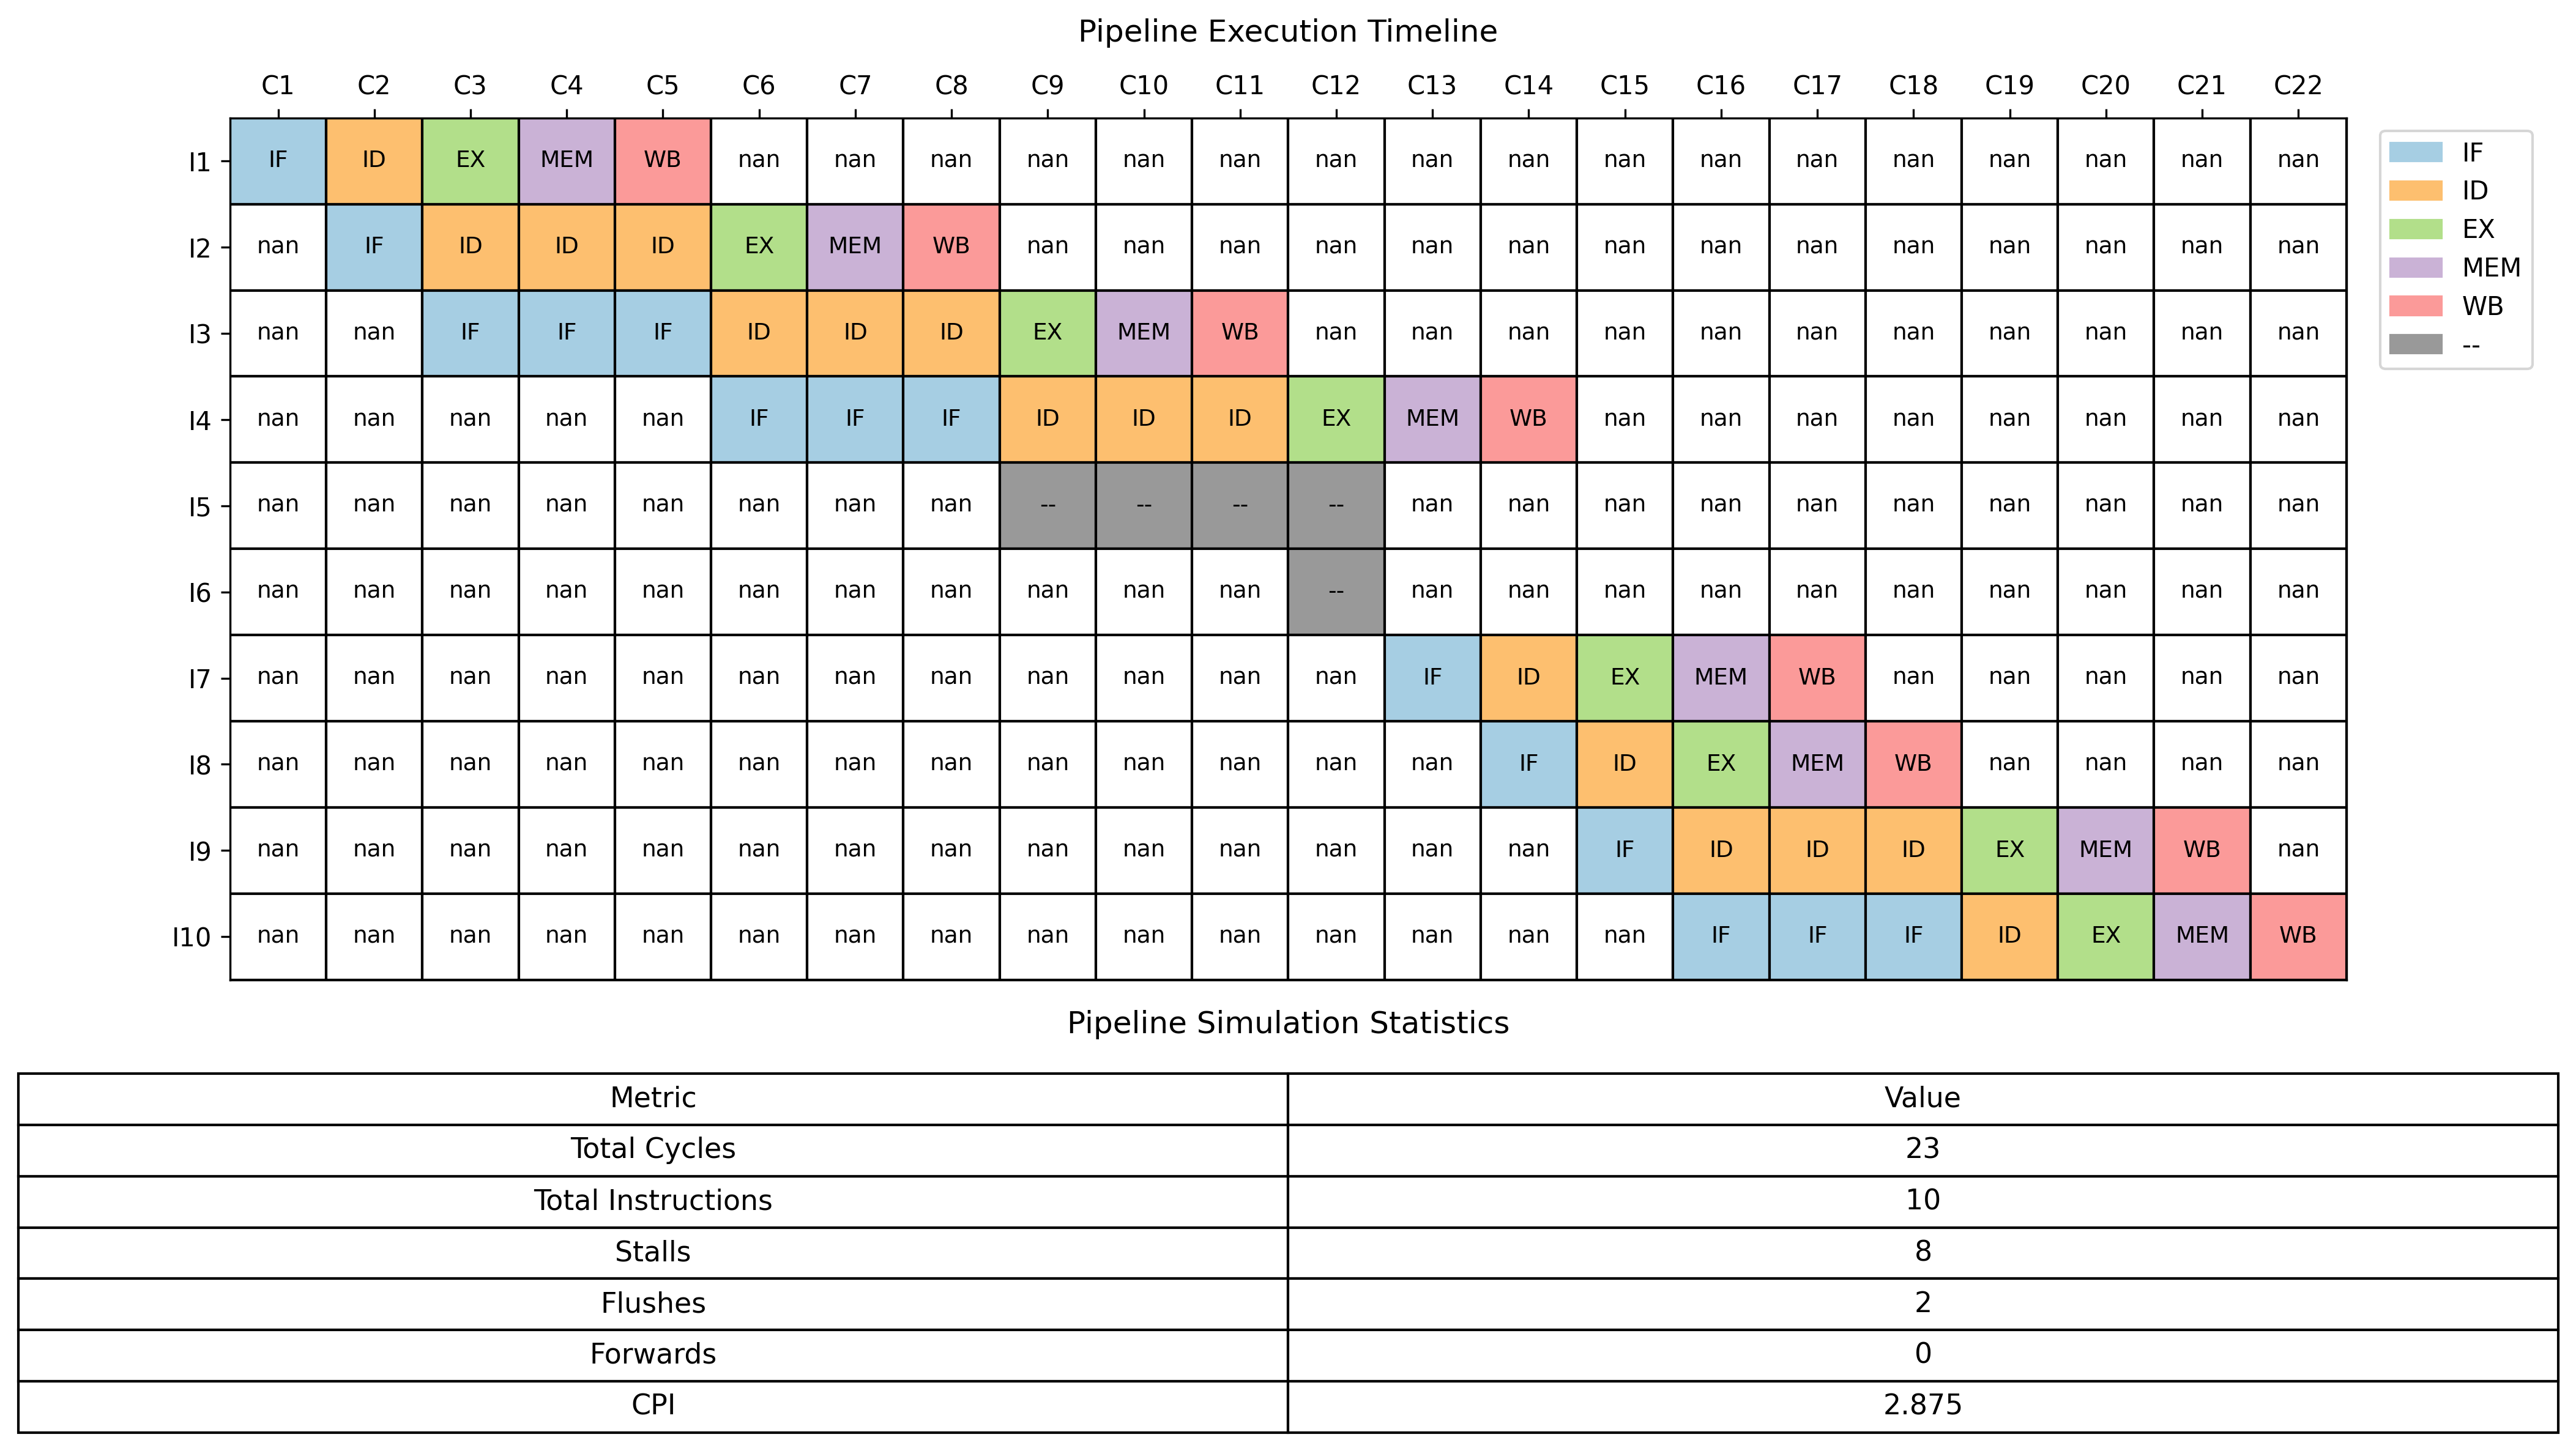 Pipeline Execution Timeline
C1 C2 C3 C4 C5 C6 C7 C8 C9 C10 C11 C12 C13 C14 C15 C16 C17 C18 C19 C20 C21 C22
I1 IF ID EX MEM WB nan nan nan nan nan nan nan nan nan nan nan nan nan nan nan nan nan
I2 nan IF ID ID ID EX MEM WB nan nan nan nan nan nan nan nan nan nan nan nan nan nan
I3 nan nan IF IF IF ID ID ID EX MEM WB nan nan nan nan nan nan nan nan nan nan nan
I4 nan nan nan nan nan IF IF IF ID ID ID EX MEM WB nan nan nan nan nan nan nan nan
I5 nan nan nan nan nan nan nan nan -- -- -- -- nan nan nan nan nan nan nan nan nan nan
I6 nan nan nan nan nan nan nan nan nan nan nan -- nan nan nan nan nan nan nan nan nan nan
I7 nan nan nan nan nan nan nan nan nan nan nan nan IF ID EX MEM WB nan nan nan nan nan
I8 nan nan nan nan nan nan nan nan nan nan nan nan nan IF ID EX MEM WB nan nan nan nan
I9 nan nan nan nan nan nan nan nan nan nan nan nan nan nan IF ID ID ID EX MEM WB nan
I10 nan nan nan nan nan nan nan nan nan nan nan nan nan nan nan IF IF IF ID EX MEM WB
IF
ID
EX
MEM
WB
--
Pipeline Simulation Statistics
Metric Value
Total Cycles 23
Total Instructions 10
Stalls 8
Flushes 2
Forwards 0
CPI 2.875